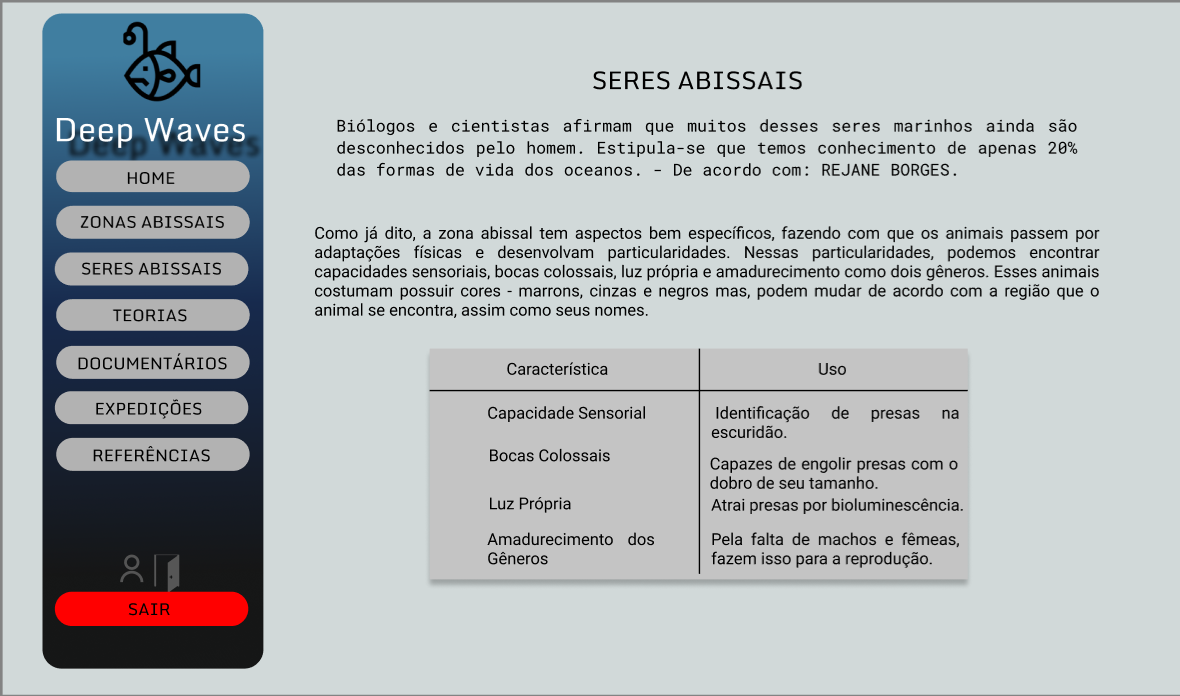 Deep Waves
HOME
ZONAS ABISSAIS
SERES ABISSAIS
TEORIAS
DOCUMENTÁRIOS
EXPEDIÇÕES
REFERÊNCIAS
SAIR
SERES ABISSAIS
Biólogos e cientistas afirmam que muitos desses seres marinhos ainda são
desconhecidos pelo homem. Estipula-se que temos conhecimento de apenas 20%
das formas de vida dos oceanos. - De acordo com: REJANE BORGES.
Como já dito, a zona abissal tem aspectos bem específicos, fazendo com que os animais passem por
adaptações físicas e desenvolvam particularidades. Nessas particularidades, podemos encontrar
capacidades sensoriais, bocas colossais, luz própria e amadurecimento como dois gêneros. Esses animais
costumam possuir cores - marrons, cinzas e negros mas, podem mudar de acordo com a região que o
animal se encontra, assim como seus nomes.
Característica
Uso
Capacidade Sensorial
Identificação de presas na
escuridão.
Bocas Colossais
Capazes de engolir presas com o
dobro de seu tamanho.
Luz Própria
Atrai presas por bioluminescência.
Amadurecimento dos
Gêneros
Pela falta de machos e fêmeas,
fazem isso para a reprodução.